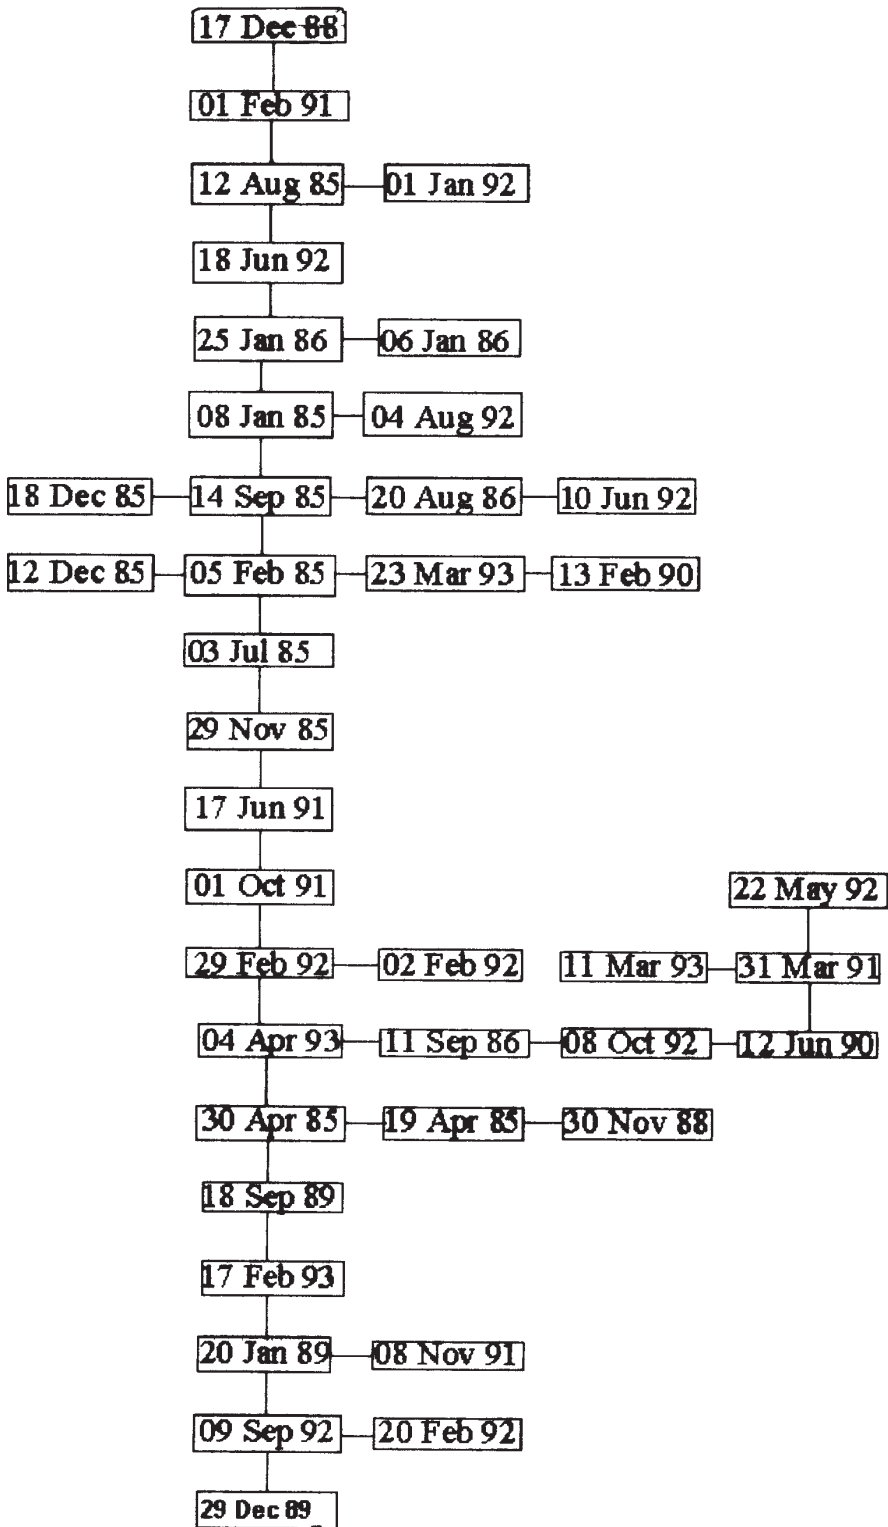 17 Dec 88
01 Feb 91
12 Aug 85 01 Jan 92
18 Jun 92
25 Jan 86 06 Jan 86
08 Jan 85 04 Aug 92
18 Dec 85 14 Sep 85 20 Aug 86 10 Jun 92
12 Dec 85 05 Feb 85 23 Mar 93 13 Feb 90
03 Jul 85
29 Nov 85
17 Jun 91
01 Oct 91 22 May 92
29 Feb 92 02 Feb 92 11 Mar 93 31 Mar 91
04 Apr 93 11 Sep 86 08 Oct 92 12 Jun 90
30 Apr 85 19 Apr 85 30 Nov 88
18 Sep 89
17 Feb 93
20 Jan 89 08 Nov 91
09 Sep 92 20 Feb 92
29 Dec 89